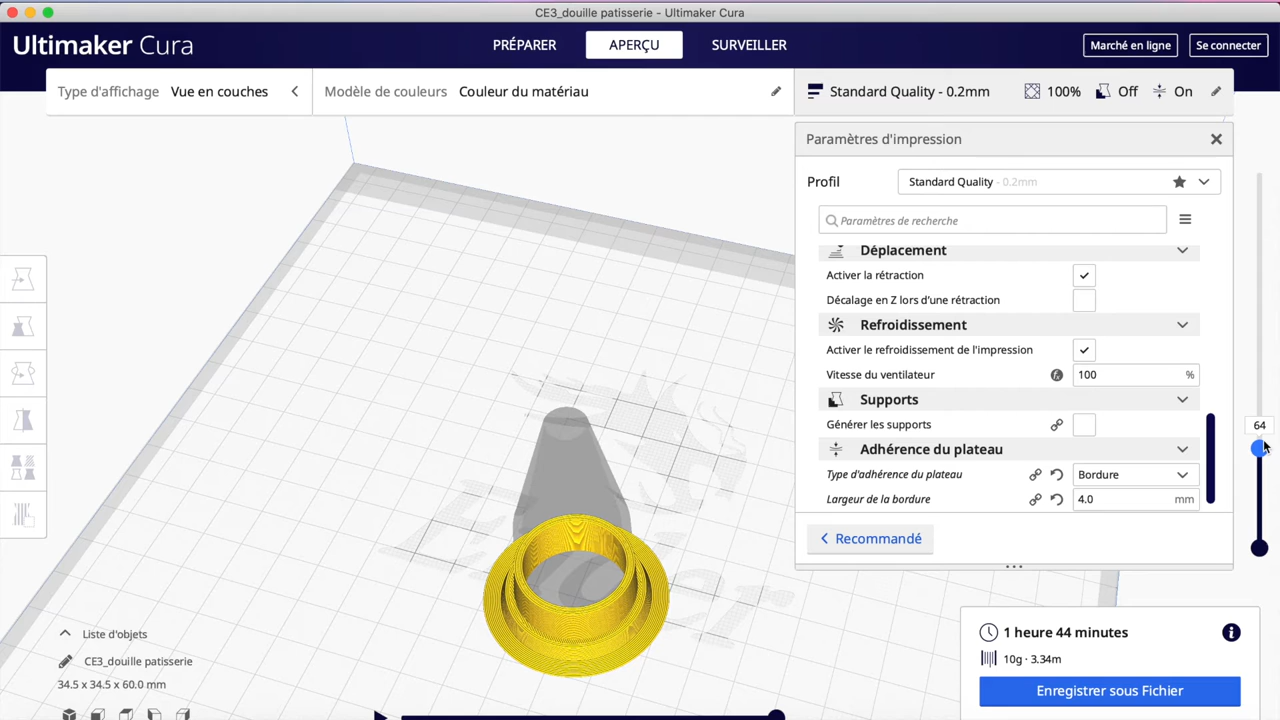 CE3_douille patisserie - Ultimaker Cura
Ultimaker Cura
PRÉPARER
APERÇU
SURVEILLER
Marché en ligne
Se connecter
Type d'affichage Vue en couches
Modèle de couleurs Couleur du matériau
Standard Quality - 0.2mm
100%
Off
On
Paramètres d'impression
Profil
Standard Quality - 0.2mm
Paramètres de recherche
Déplacement
Activer la rétraction
Décalage en Z lors d'une rétraction
Refroidissement
Activer le refroidissement de l'impression
Vitesse du ventilateur
100 %
Supports
Générer les supports
64
Adhérence du plateau
Type d'adhérence du plateau
Bordure
Largeur de la bordure
4.0 mm
Recommandé
Liste d'objets
CE3_douille patisserie
34.5 x 34.5 x 60.0 mm
1 heure 44 minutes
10g · 3.34m
Enregistrer sous Fichier